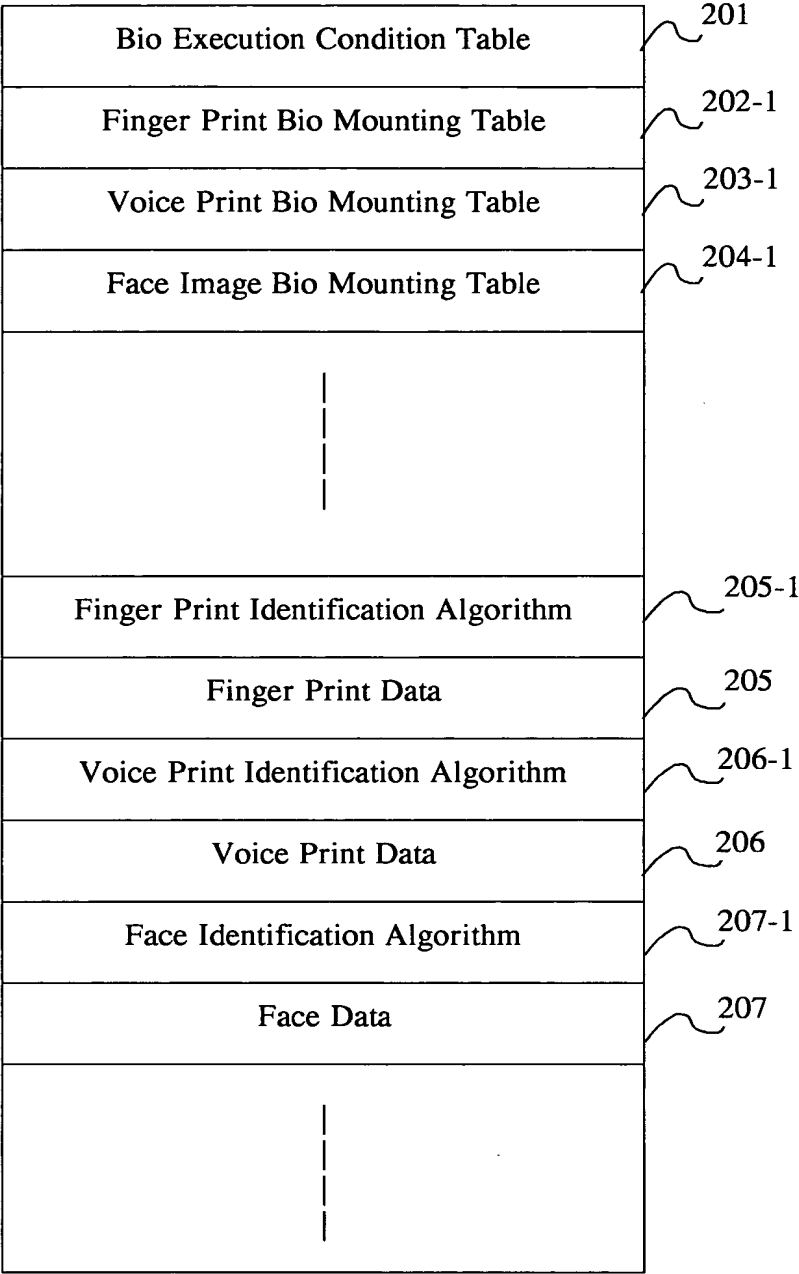 Bio Execution Condition Table 201
Finger Print Bio Mounting Table 202-1
Voice Print Bio Mounting Table 203-1
Face Image Bio Mounting Table 204-1
Finger Print Identification Algorithm 205-1
Finger Print Data 205
Voice Print Identification Algorithm 206-1
Voice Print Data 206
Face Identification Algorithm 207-1
Face Data 207